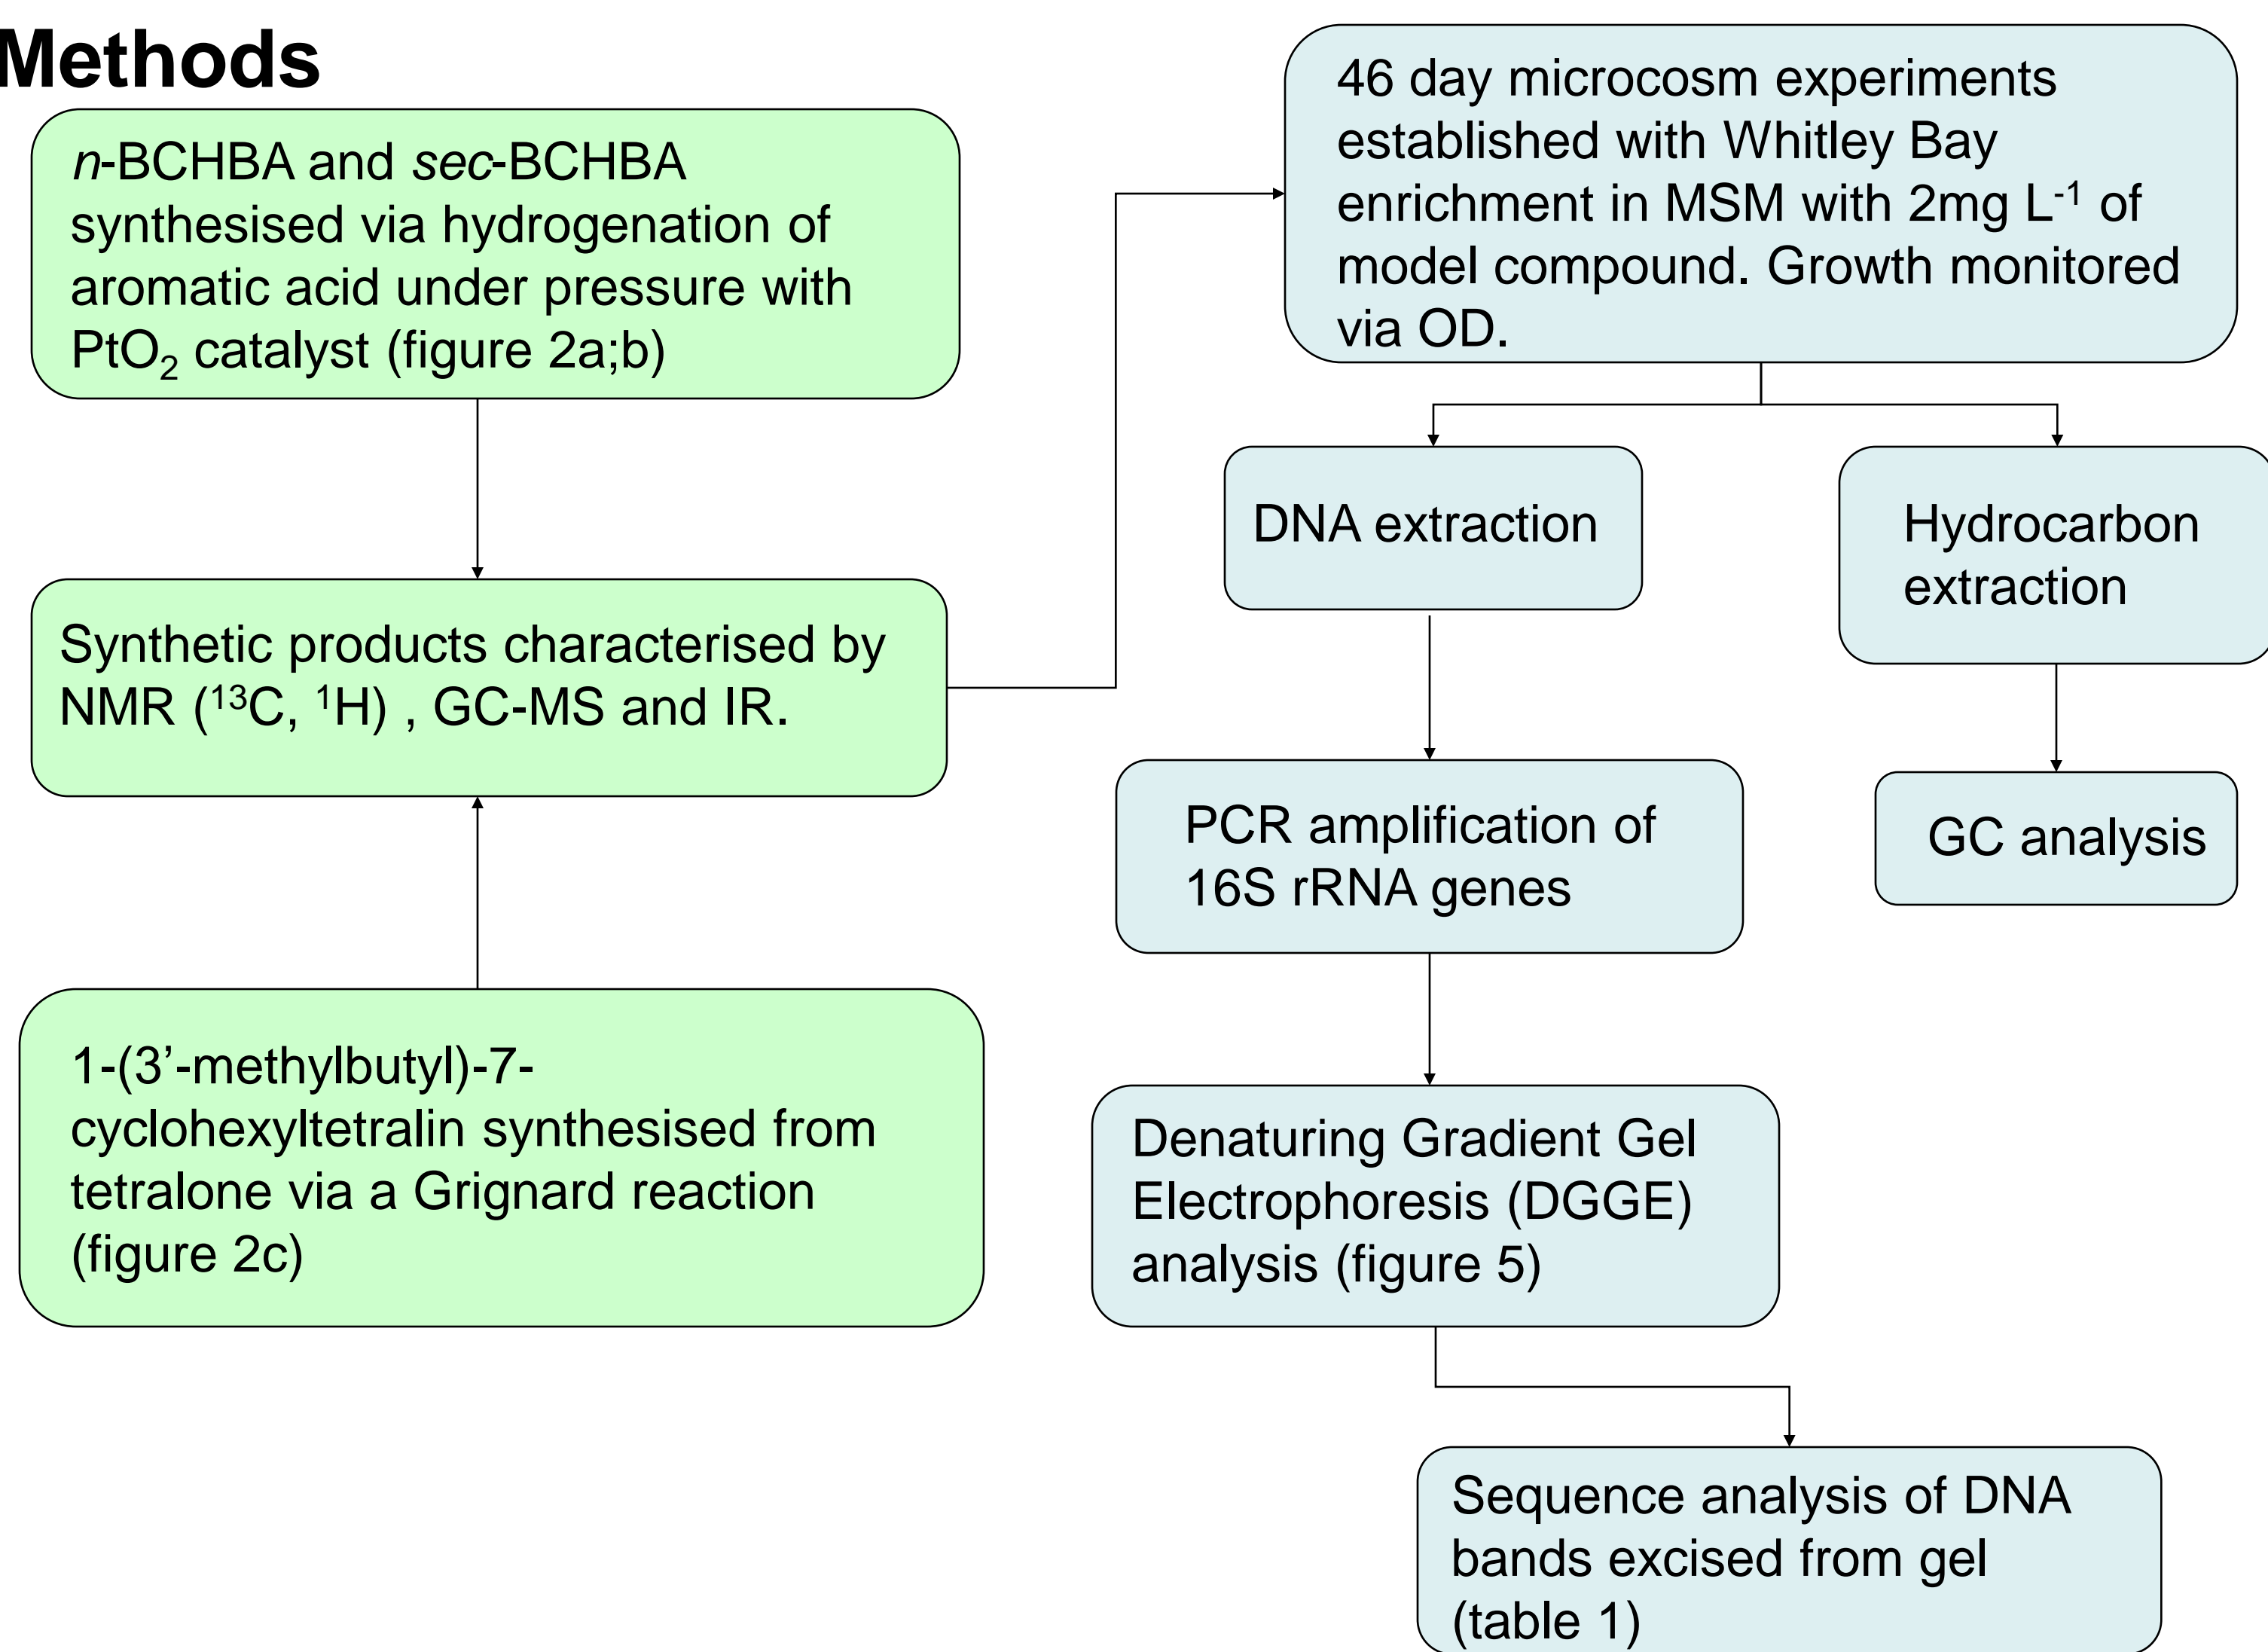 Methods
n-BCHBA and sec-BCHBA
synthesised via hydrogenation of
aromatic acid under pressure with
PtO₂ catalyst (figure 2a;b)
Synthetic products characterised by
NMR (¹³C, ¹H) , GC-MS and IR.
1-(3’-methylbutyl)-7-
cyclohexyltetralin synthesised from
tetralone via a Grignard reaction
(figure 2c)
46 day microcosm experiments
established with Whitley Bay
enrichment in MSM with 2mg L⁻¹ of
model compound. Growth monitored
via OD.
DNA extraction
Hydrocarbon
extraction
PCR amplification of
16S rRNA genes
GC analysis
Denaturing Gradient Gel
Electrophoresis (DGGE)
analysis (figure 5)
Sequence analysis of DNA
bands excised from gel
(table 1)